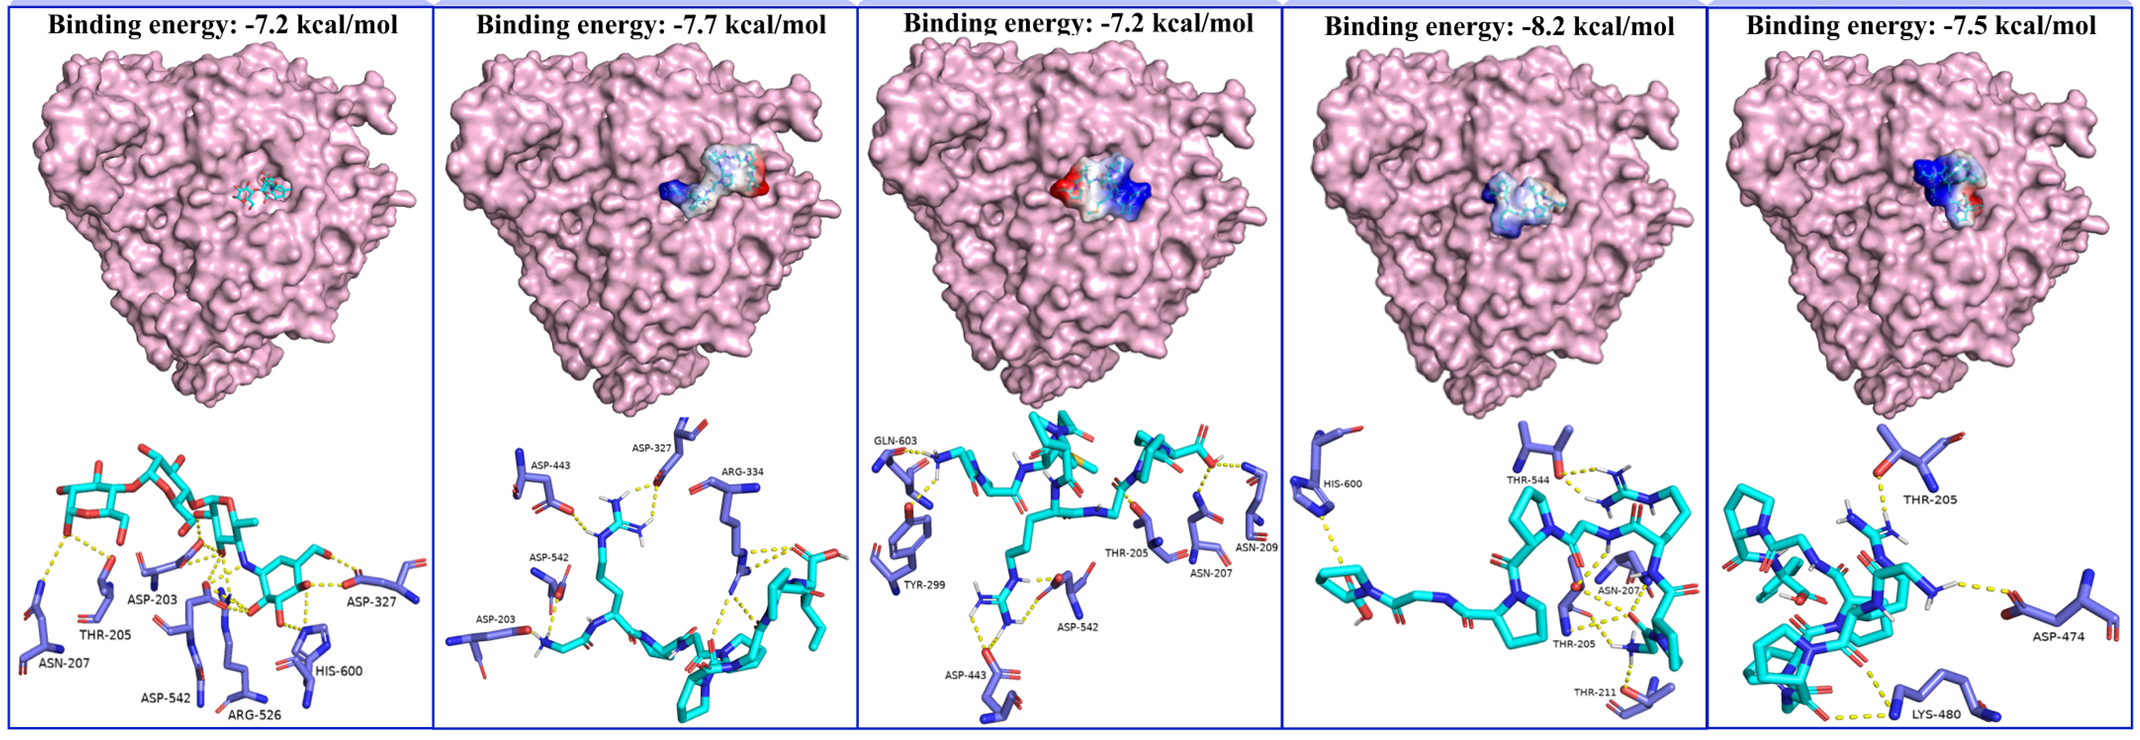 Binding energy: -7.2 kcal/mol
Binding energy: -7.7 kcal/mol
Binding energy: -7.2 kcal/mol
Binding energy: -8.2 kcal/mol
Binding energy: -7.5 kcal/mol
ASP-203
ASP-327
THR-205
ASN-207
HIS-600
ASP-542
ARG-526
ASP-327
ASP-443
ARG-334
ASP-542
ASP-203
GLN-603
TYR-299
THR-205
ASN-209
ASN-207
ASP-542
ASP-443
THR-544
HIS-600
ASN-207
THR-205
THR-211
THR-205
ASP-474
LYS-480